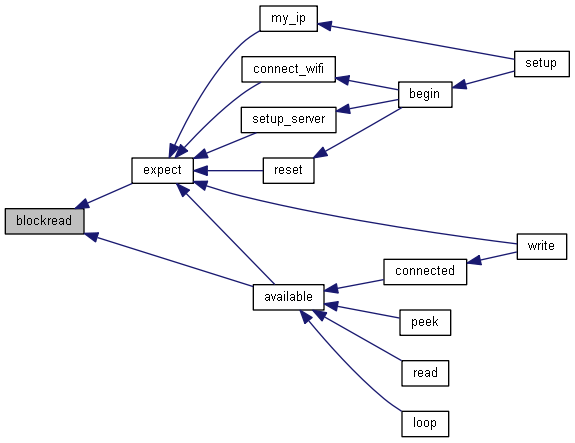 my_ip
setup
connect_wifi
begin
setup_server
expect
reset
blockread
write
connected
available
peek
read
loop